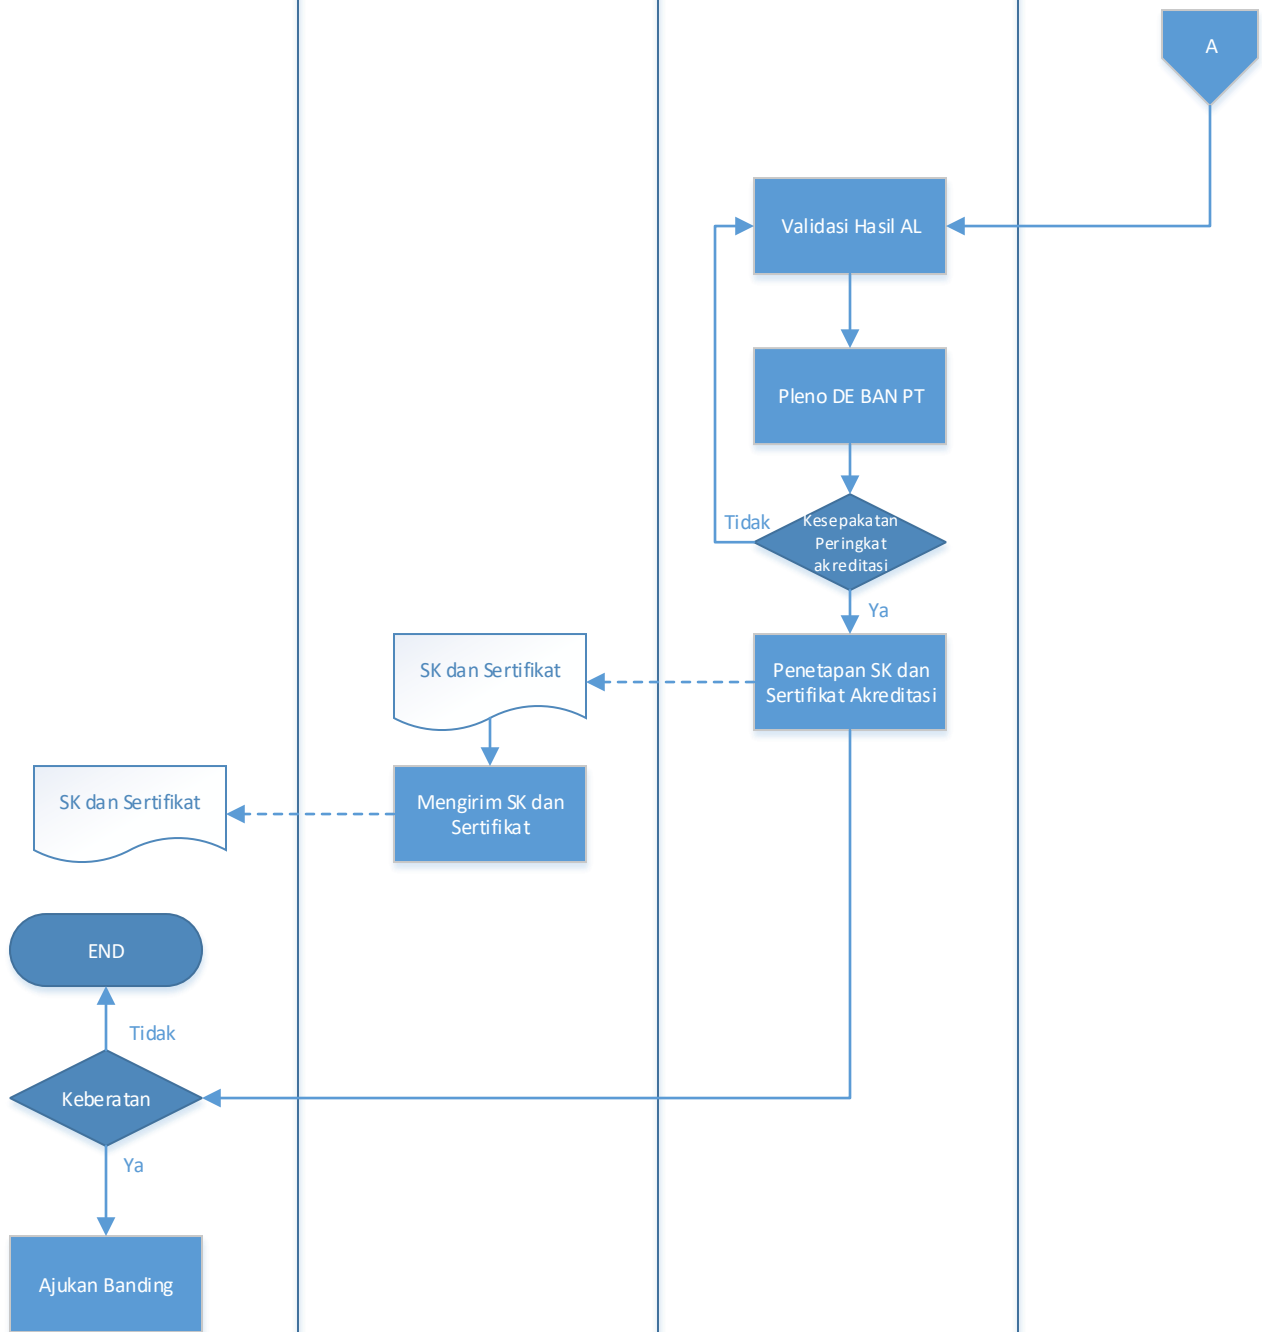 A
Validasi Hasil AL
Pleno DE BAN PT
Tidak
Kesepakatan
Peringkat
akreditasi
Ya
SK dan Sertifikat
Penetapan SK dan
Sertifikat Akreditasi
SK dan Sertifikat
Mengirim SK dan
Sertifikat
END
Tidak
Keberatan
Ya
Ajukan Banding